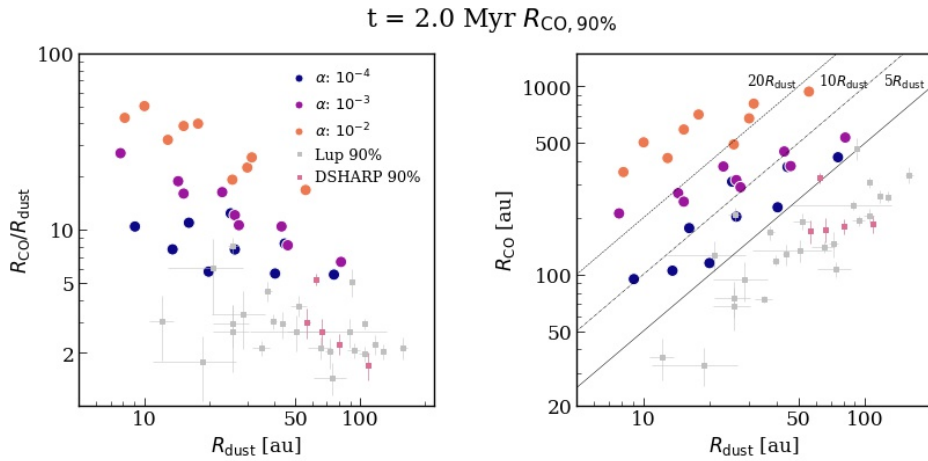 t = 2.0 Myr R_CO, 90%
100
50
10
5
2
10
50
100
R_CO/R_dust
R_dust [au]
α: 10⁻⁴
α: 10⁻³
α: 10⁻²
Lup 90%
DSHARP 90%
1000
500
100
50
20
10
50
100
R_CO [au]
R_dust [au]
20R_dust
10R_dust
5R_dust